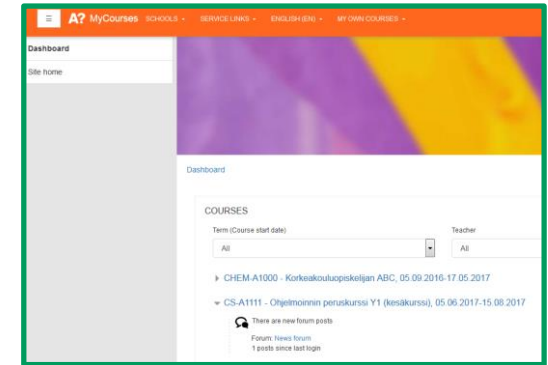 A? MyCourses SCHOOLS SERVICE LINKS ENGLISH (EN) MY OWN COURSES
Dashboard
Site home
Dashboard
COURSES
Term (Course start date) Teacher
All All
CHEM-A1000 - Korkeakouluopiskelijan ABC, 05.09.2016-17.05.2017
CS-A1111 - Ohjelmoinnin peruskurssi Y1 (kesäkurssi), 05.06.2017-15.08.2017
There are new forum posts
Forum: News forum
1 posts since last login